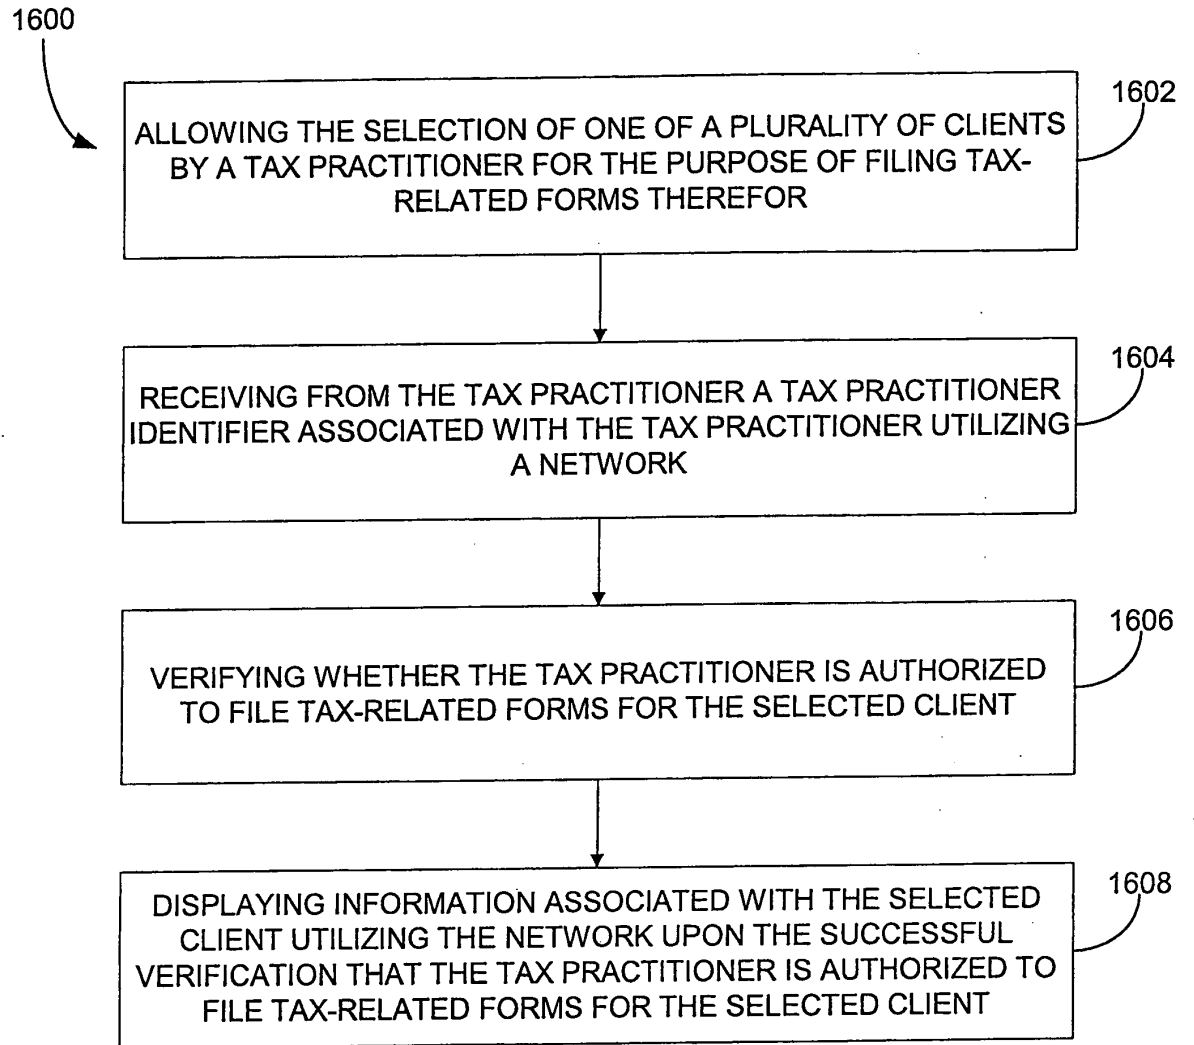 1600
1602
ALLOWING THE SELECTION OF ONE OF A PLURALITY OF CLIENTS
BY A TAX PRACTITIONER FOR THE PURPOSE OF FILING TAX-
RELATED FORMS THEREFOR
1604
RECEIVING FROM THE TAX PRACTITIONER A TAX PRACTITIONER
IDENTIFIER ASSOCIATED WITH THE TAX PRACTITIONER UTILIZING
A NETWORK
1606
VERIFYING WHETHER THE TAX PRACTITIONER IS AUTHORIZED
TO FILE TAX-RELATED FORMS FOR THE SELECTED CLIENT
1608
DISPLAYING INFORMATION ASSOCIATED WITH THE SELECTED
CLIENT UTILIZING THE NETWORK UPON THE SUCCESSFUL
VERIFICATION THAT THE TAX PRACTITIONER IS AUTHORIZED TO
FILE TAX-RELATED FORMS FOR THE SELECTED CLIENT